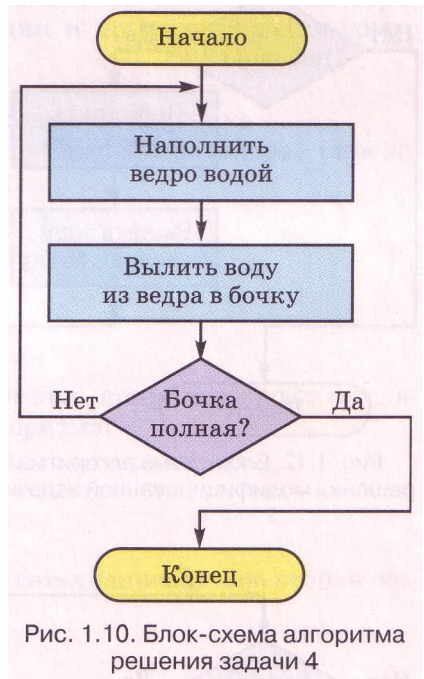 Начало
Наполнить
ведро водой
Вылить воду
из ведра в бочку
Нет
Бочка
полная?
Да
Конец
Рис. 1.10. Блок-схема алгоритма
решения задачи 4